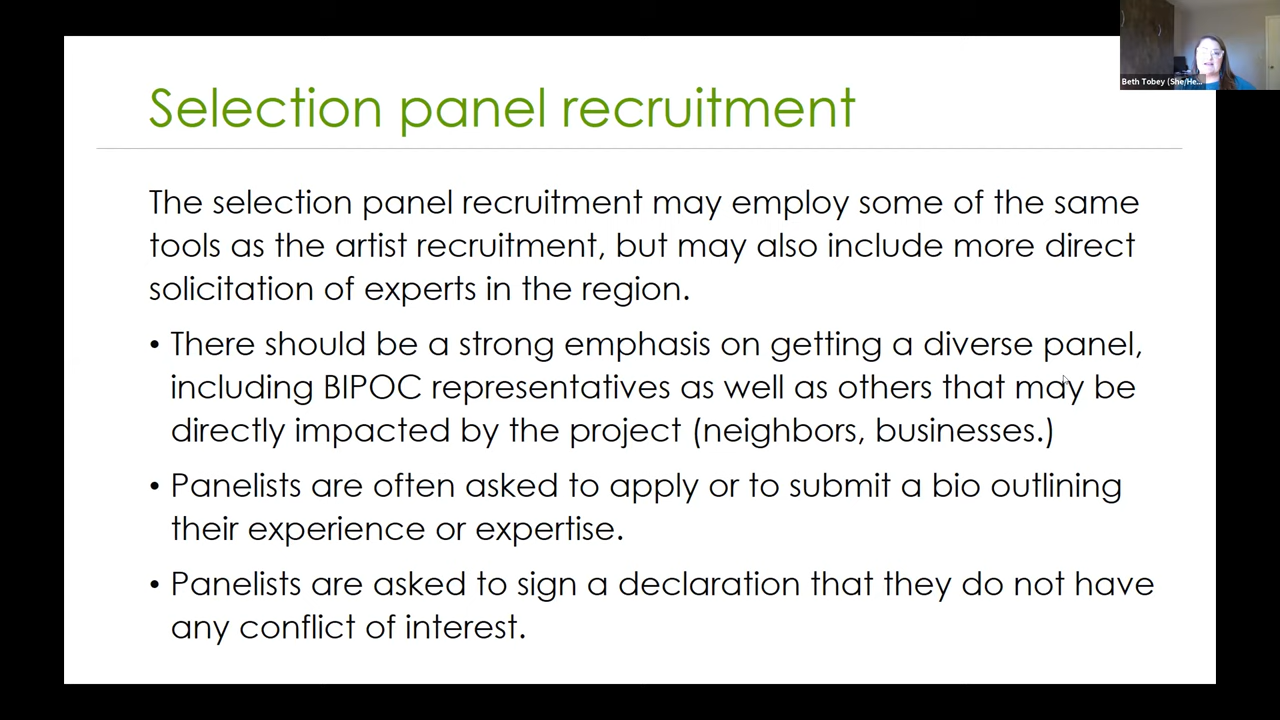 Selection panel recruitment
Beth Tobey (She/He...
The selection panel recruitment may employ some of the same
tools as the artist recruitment, but may also include more direct
solicitation of experts in the region.
• There should be a strong emphasis on getting a diverse panel,
including BIPOC representatives as well as others that may be
directly impacted by the project (neighbors, businesses.)
• Panelists are often asked to apply or to submit a bio outlining
their experience or expertise.
• Panelists are asked to sign a declaration that they do not have
any conflict of interest.